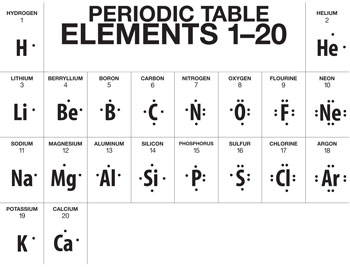 PERIODIC TABLE
ELEMENTS 1–20
HYDROGEN
1
H
HELIUM
2
He
LITHIUM
3
Li
BERYLLIUM
4
Be
BORON
5
B
CARBON
6
C
NITROGEN
7
N
OXYGEN
8
O
FLOURINE
9
F
NEON
10
Ne
SODIUM
11
Na
MAGNESIUM
12
Mg
ALUMINUM
13
Al
SILICON
14
Si
PHOSPHORUS
15
P
SULFUR
16
S
CHLORINE
17
Cl
ARGON
18
Ar
POTASSIUM
19
K
CALCIUM
20
Ca